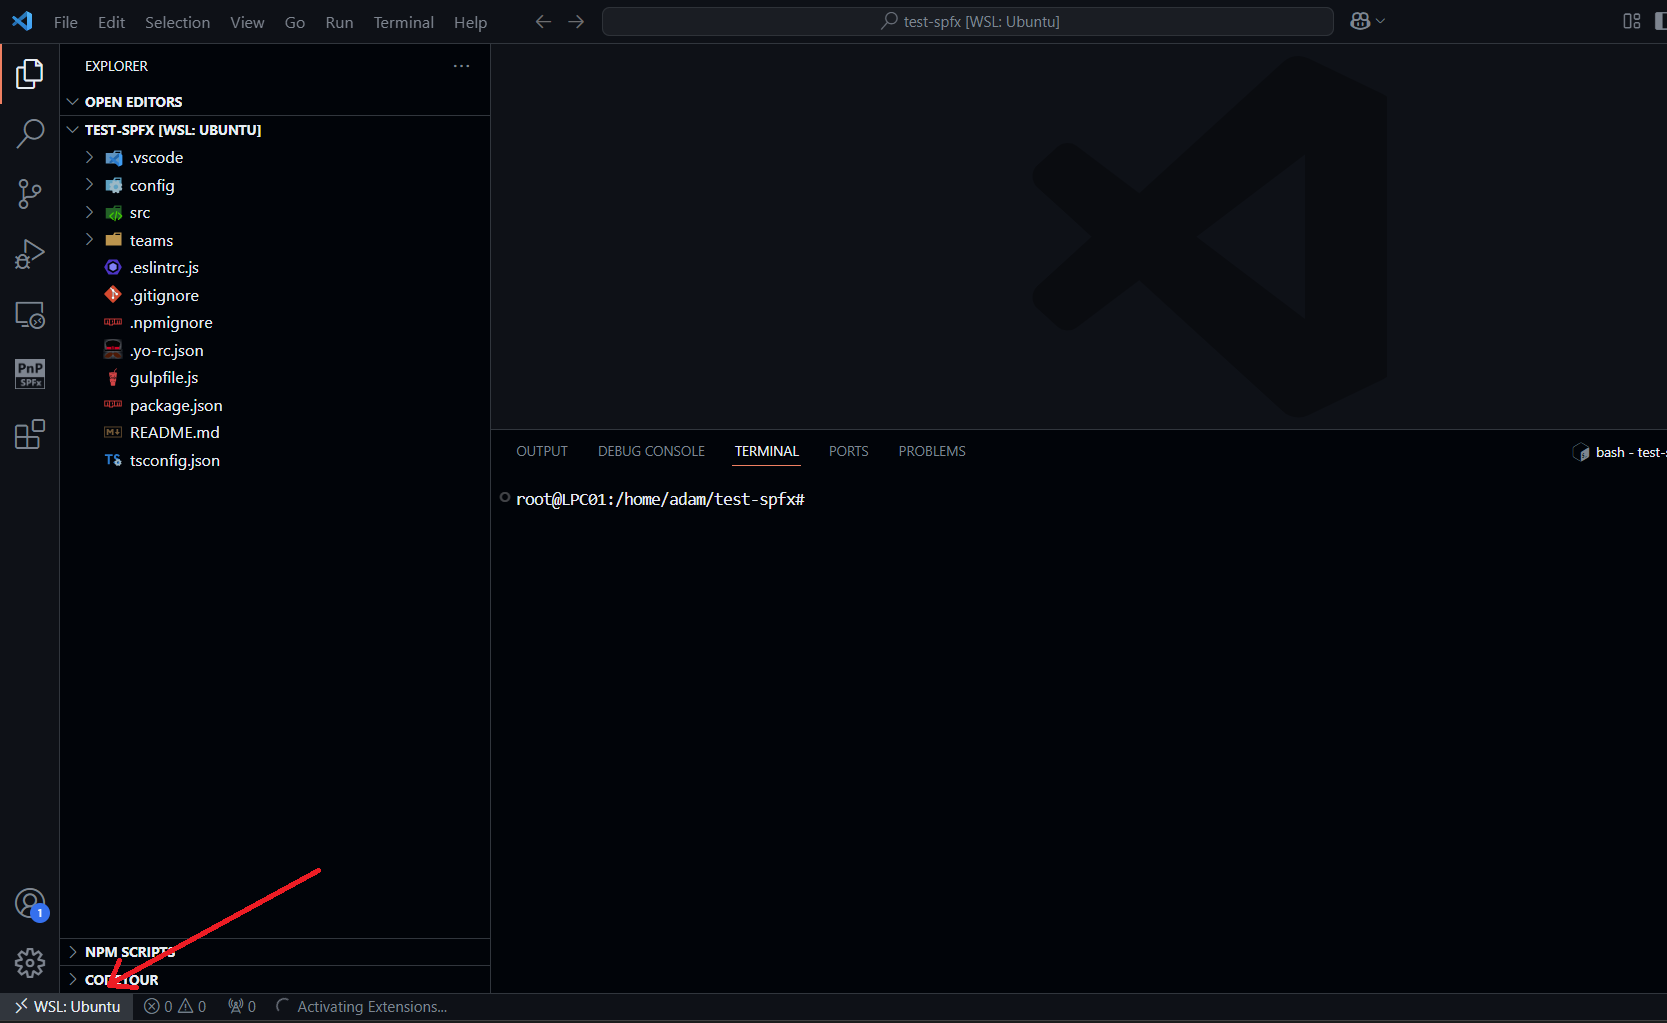 File Edit Selection View Go Run Terminal Help
test-spfx [WSL: Ubuntu]
EXPLORER
OPEN EDITORS
TEST-SPFX [WSL: UBUNTU]
.vscode
config
src
teams
.eslintrc.js
.gitignore
.npmignore
.yo-rc.json
gulpfile.js
package.json
README.md
tsconfig.json
PnP
SPFx
OUTPUT DEBUG CONSOLE TERMINAL PORTS PROBLEMS
bash - test-s
root@LPC01:/home/adam/test-spfx#
1
NPM SCRIPTS
CODETOUR
WSL: Ubuntu 0 0 0 Activating Extensions...